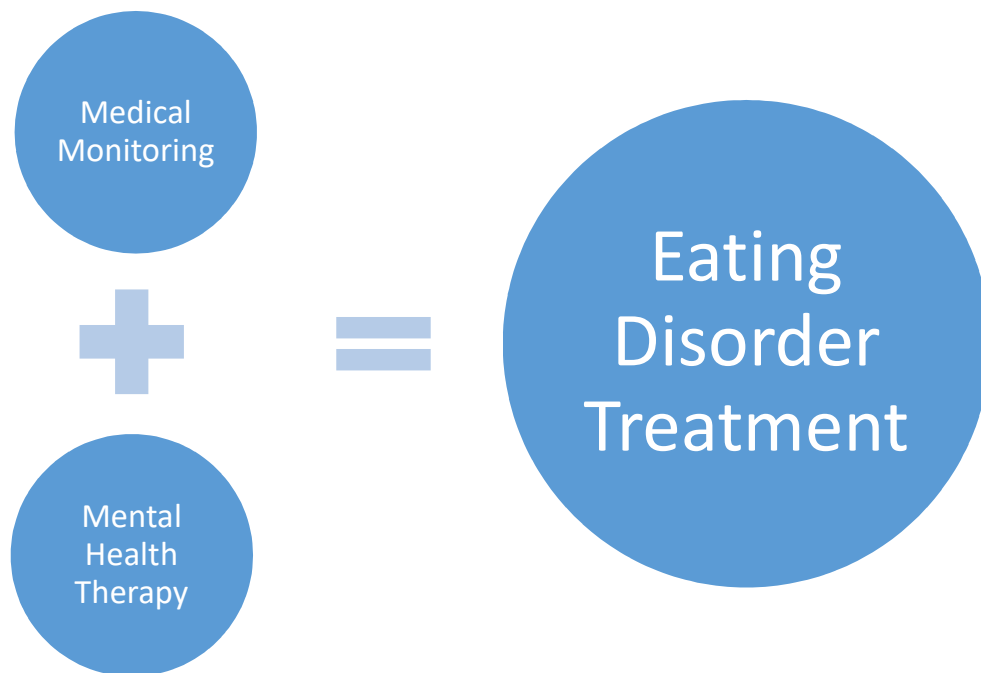 Medical
Monitoring
Mental
Health
Therapy
Eating
Disorder
Treatment